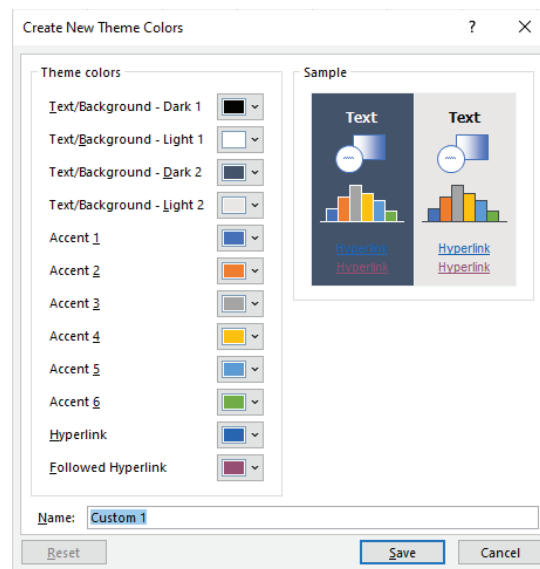 Create New Theme Colors
Theme colors
Text/Background - Dark 1
Text/Background - Light 1
Text/Background - Dark 2
Text/Background - Light 2
Accent 1
Accent 2
Accent 3
Accent 4
Accent 5
Accent 6
Hyperlink
Followed Hyperlink
Sample
Text Text
Hyperlink Hyperlink
Hyperlink Hyperlink
Name: Custom 1
Reset Save Cancel